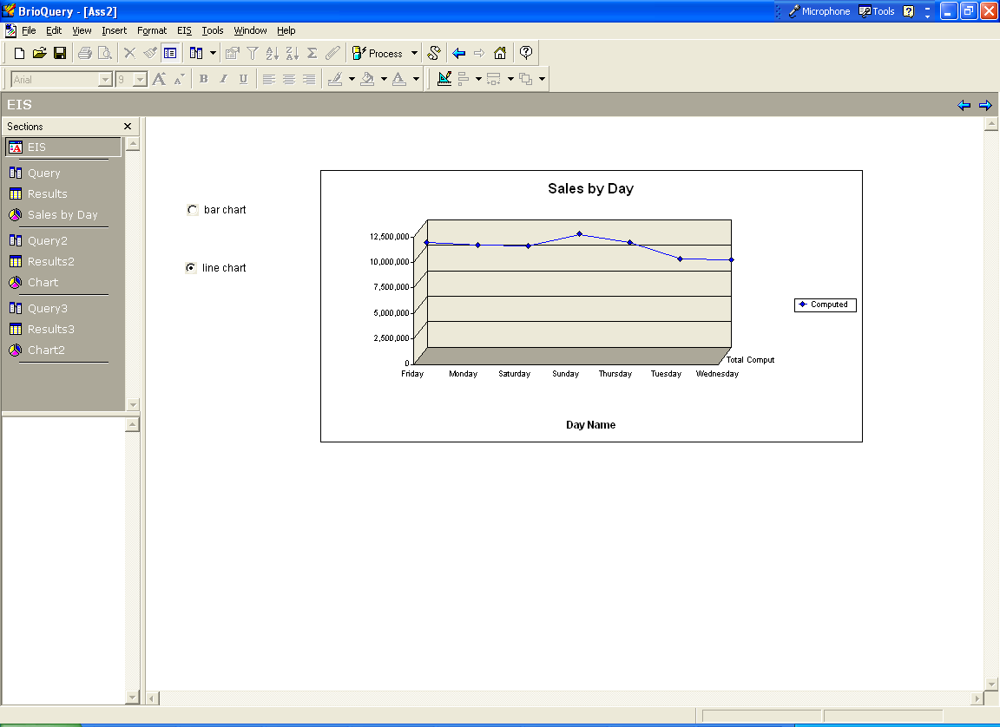 BrioQuery - [Ass2]
Microphone Tools
File Edit View Insert Format EIS Tools Window Help
Process
Arial 9 B I U
EIS
Sections
EIS
Query
Results
Sales by Day
Query2
Results2
Chart
Query3
Results3
Chart2
bar chart
line chart
Sales by Day
12,500,000
10,000,000
7,500,000
5,000,000
2,500,000
0
Computed
Total Comput
Friday Monday Saturday Sunday Thursday Tuesday Wednesday
Day Name